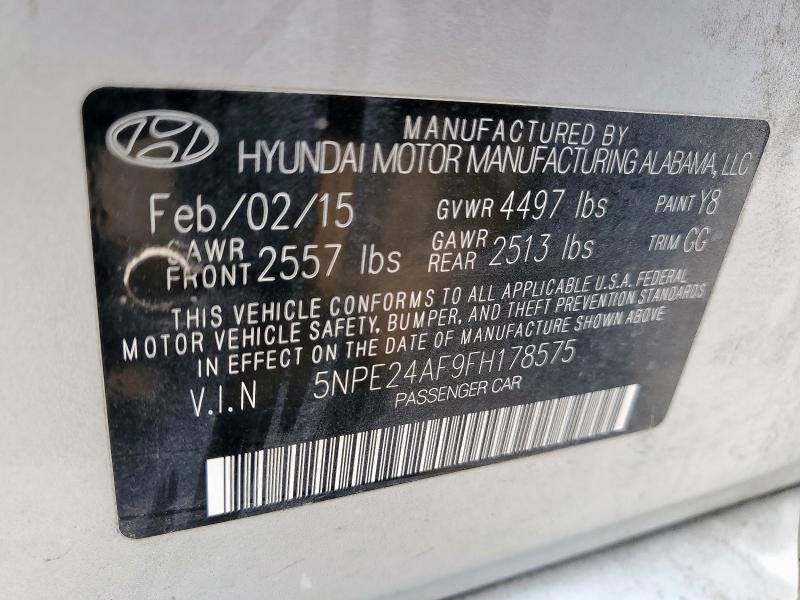 MANUFACTURED BY
HYUNDAI MOTOR MANUFACTURING ALABAMA, LLC
Feb/02/15 GVWR 4497 lbs PAINT Y8
GAWR FRONT 2557 lbs GAWR REAR 2513 lbs TRIM GG
THIS VEHICLE CONFORMS TO ALL APPLICABLE U.S.A. FEDERAL
MOTOR VEHICLE SAFETY, BUMPER, AND THEFT PREVENTION STANDARDS
IN EFFECT ON THE DATE OF MANUFACTURE SHOWN ABOVE
V.I.N 5NPE24AF9FH178575
PASSENGER CAR